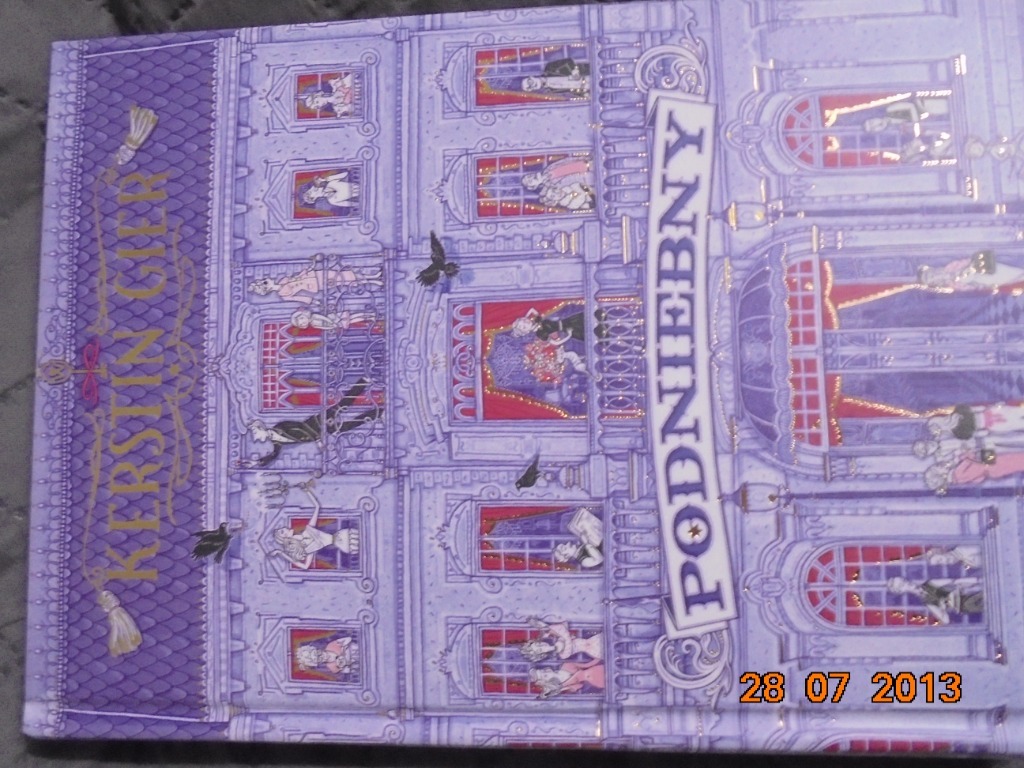 KERSTIN GIER
PODNIEBNY
28 07 2013